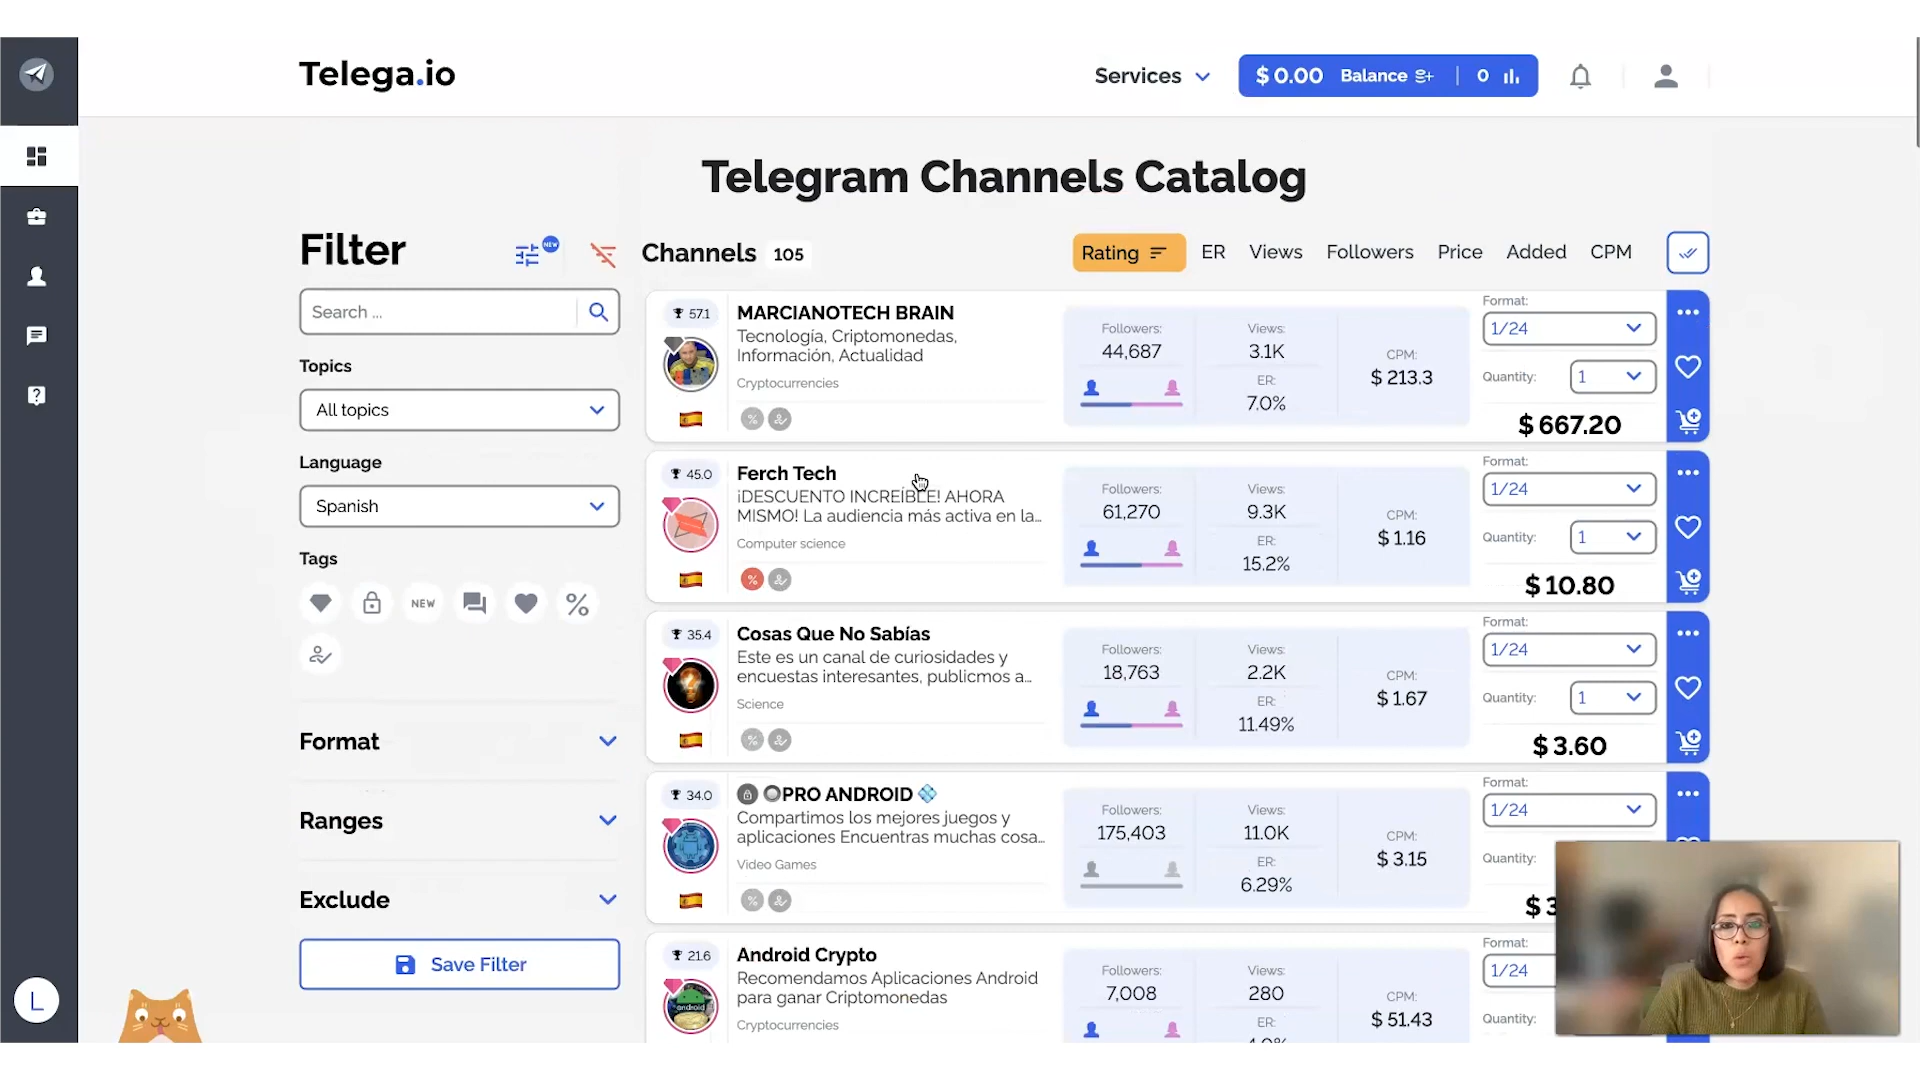 Telega.io
Services
$ 0.00 Balance
0
Telegram Channels Catalog
Filter
NEW
Search ...
Topics
All topics
Language
Spanish
Tags
NEW
%
Format
Ranges
Exclude
Save Filter
L
Channels 105
Rating ER Views Followers Price Added CPM
57.1
MARCIANOTECH BRAIN
Tecnología, Criptomonedas,
Información, Actualidad
Cryptocurrencies
%
Followers:
44,687
Views:
3.1K
ER:
7.0%
CPM:
$ 213.3
Format:
1/24
Quantity: 1
$ 667.20
45.0
Ferch Tech
¡DESCUENTO INCREÍBLE! AHORA
MISMO! La audiencia más activa en la...
Computer science
%
Followers:
61,270
Views:
9.3K
ER:
15.2%
CPM:
$ 1.16
Format:
1/24
Quantity: 1
$ 10.80
35.4
Cosas Que No Sabías
Este es un canal de curiosidades y
encuestas interesantes, publicmos a...
Science
%
Followers:
18,763
Views:
2.2K
ER:
11.49%
CPM:
$ 1.67
Format:
1/24
Quantity: 1
$ 3.60
34.0
PRO ANDROID
Compartimos los mejores juegos y
aplicaciones Encuentras muchas cosa...
Video Games
%
Followers:
175,403
Views:
11.0K
ER:
6.29%
CPM:
$ 3.15
Format:
1/24
Quantity:
$ 3
21.6
Android Crypto
Recomendamos Aplicaciones Android
para ganar Criptomonedas
Cryptocurrencies
android
Followers:
7,008
Views:
280
ER:
CPM:
$ 51.43
Format:
1/24
Quantity: